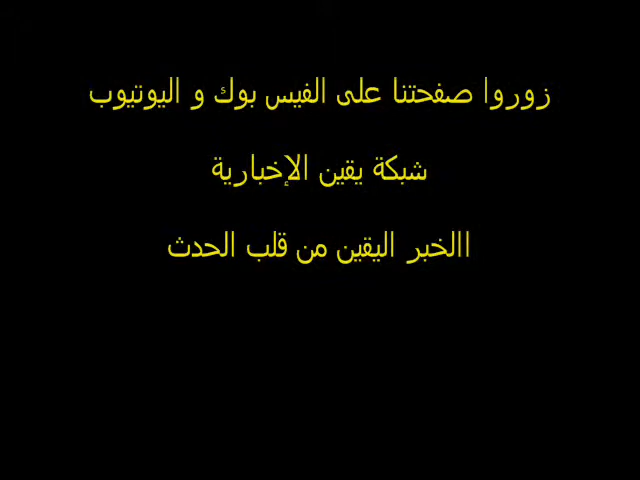 زوروا صفحتنا على الفيس بوك و اليوتيوب
شبكة يقين الإخبارية
االخبر اليقين من قلب الحدث